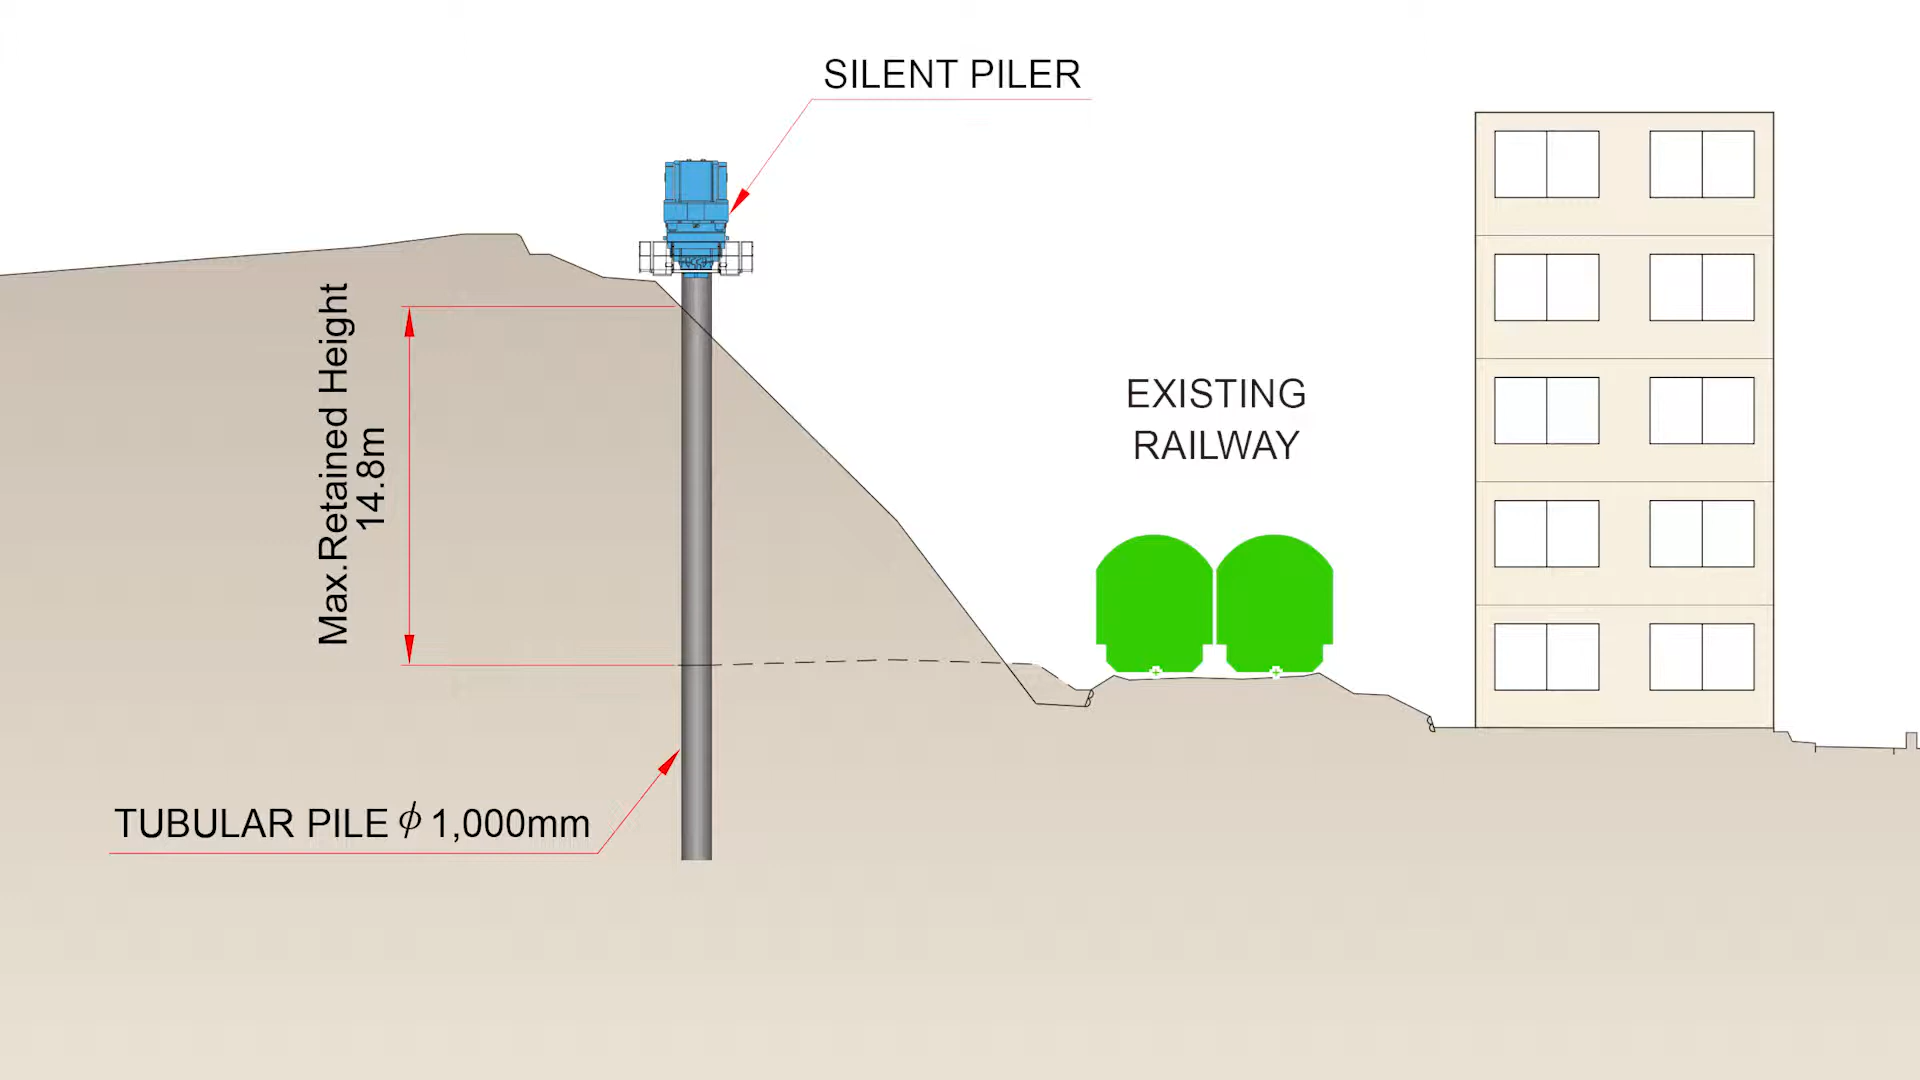 SILENT PILER
Max.Retained Height
14.8m
EXISTING
RAILWAY
TUBULAR PILE ϕ 1,000mm